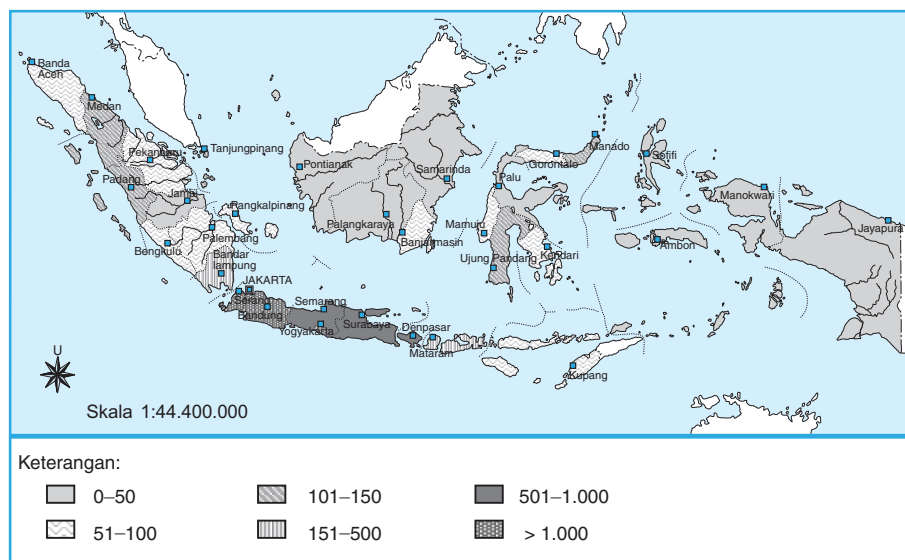 Banda
Aceh
Medan
Tanjungpinang
Pekanbaru
Padang
Jambi
Pangkalpinang
Palembang
Bengkulu
Bandar
lampung
JAKARTA
Serang
Bandung
Semarang
Yogyakarta
Surabaya
Denpasar
Mataram
Kupang
Pontianak
Samarinda
Palangkaraya
Banjarmasin
Manado
Gorontalo
Palu
Mamuju
Kendari
Ujung Pandang
Sofifi
Ambon
Manokwari
Jayapura
U
Skala 1:44.400.000
Keterangan:
0–50
101–150
501–1.000
51–100
151–500
> 1.000